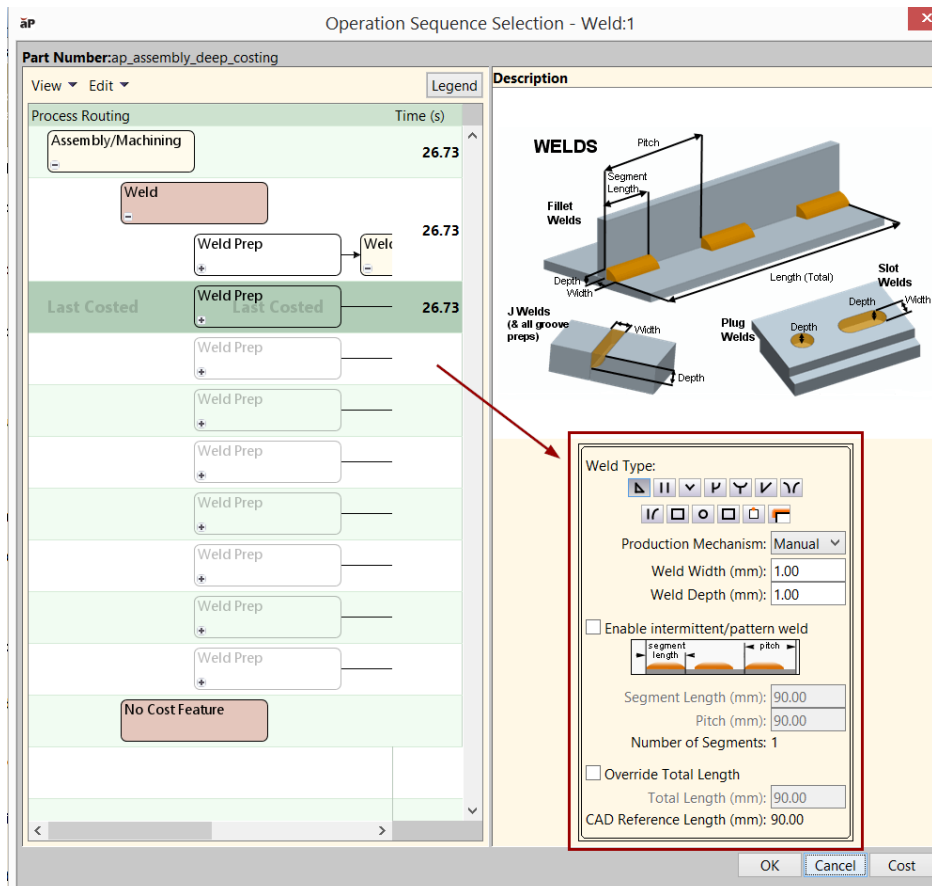 aP
Operation Sequence Selection - Weld:1
Part Number:ap_assembly_deep_costing
View Edit Legend
Process Routing Time (s)
Assembly/Machining 26.73
Weld 26.73
Weld Prep Weld
Last Costed Weld Prep Last Costed 26.73
Weld Prep
Weld Prep
Weld Prep
Weld Prep
Weld Prep
Weld Prep
Weld Prep
No Cost Feature
Description
WELDS
Pitch
Segment
Length
Fillet
Welds
Depth
Width
Length (Total)
Slot
Welds
Depth
Width
J Welds
(& all groove
preps)
Width
Depth
Plug
Welds
Depth
Weld Type:
Production Mechanism: Manual
Weld Width (mm): 1.00
Weld Depth (mm): 1.00
Enable intermittent/pattern weld
segment
length
pitch
Segment Length (mm): 90.00
Pitch (mm): 90.00
Number of Segments: 1
Override Total Length
Total Length (mm): 90.00
CAD Reference Length (mm): 90.00
OK Cancel Cost